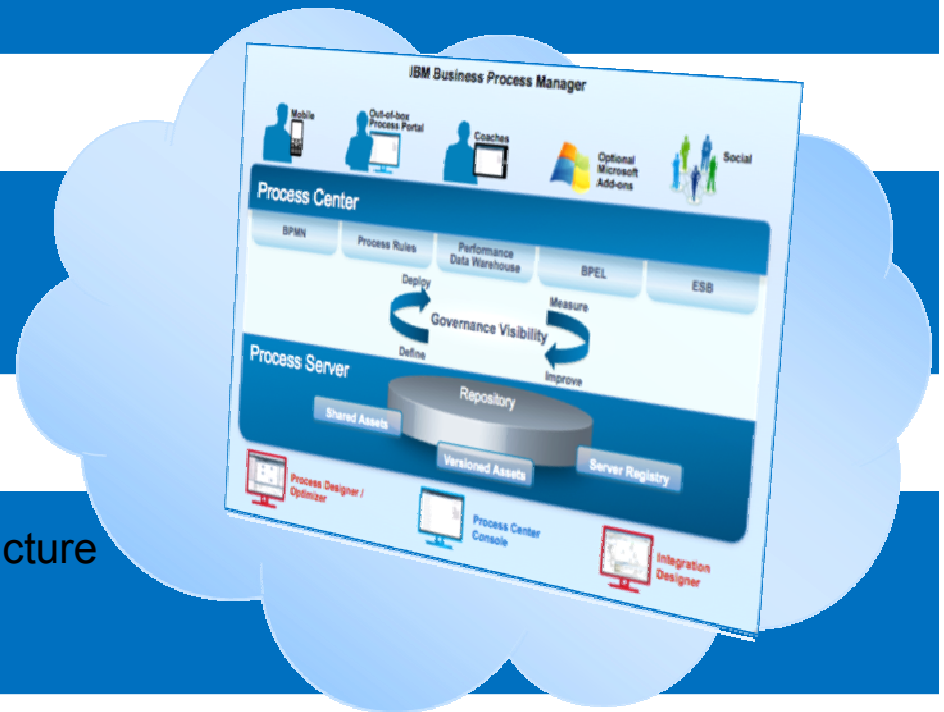 IBM Business Process Manager
Mobile
Out-of-box
Process Portal
Coaches
Optional
Microsoft
Add-ons
Social
Process Center
BPMN
Process Rules
Performance
Data Warehouse
BPEL
ESB
Deploy
Measure
Governance Visibility
Define
Improve
Process Server
Repository
Shared Assets
Versioned Assets
Server Registry
Process Designer /
Optimizer
Process Center
Console
Integration
Designer
cture